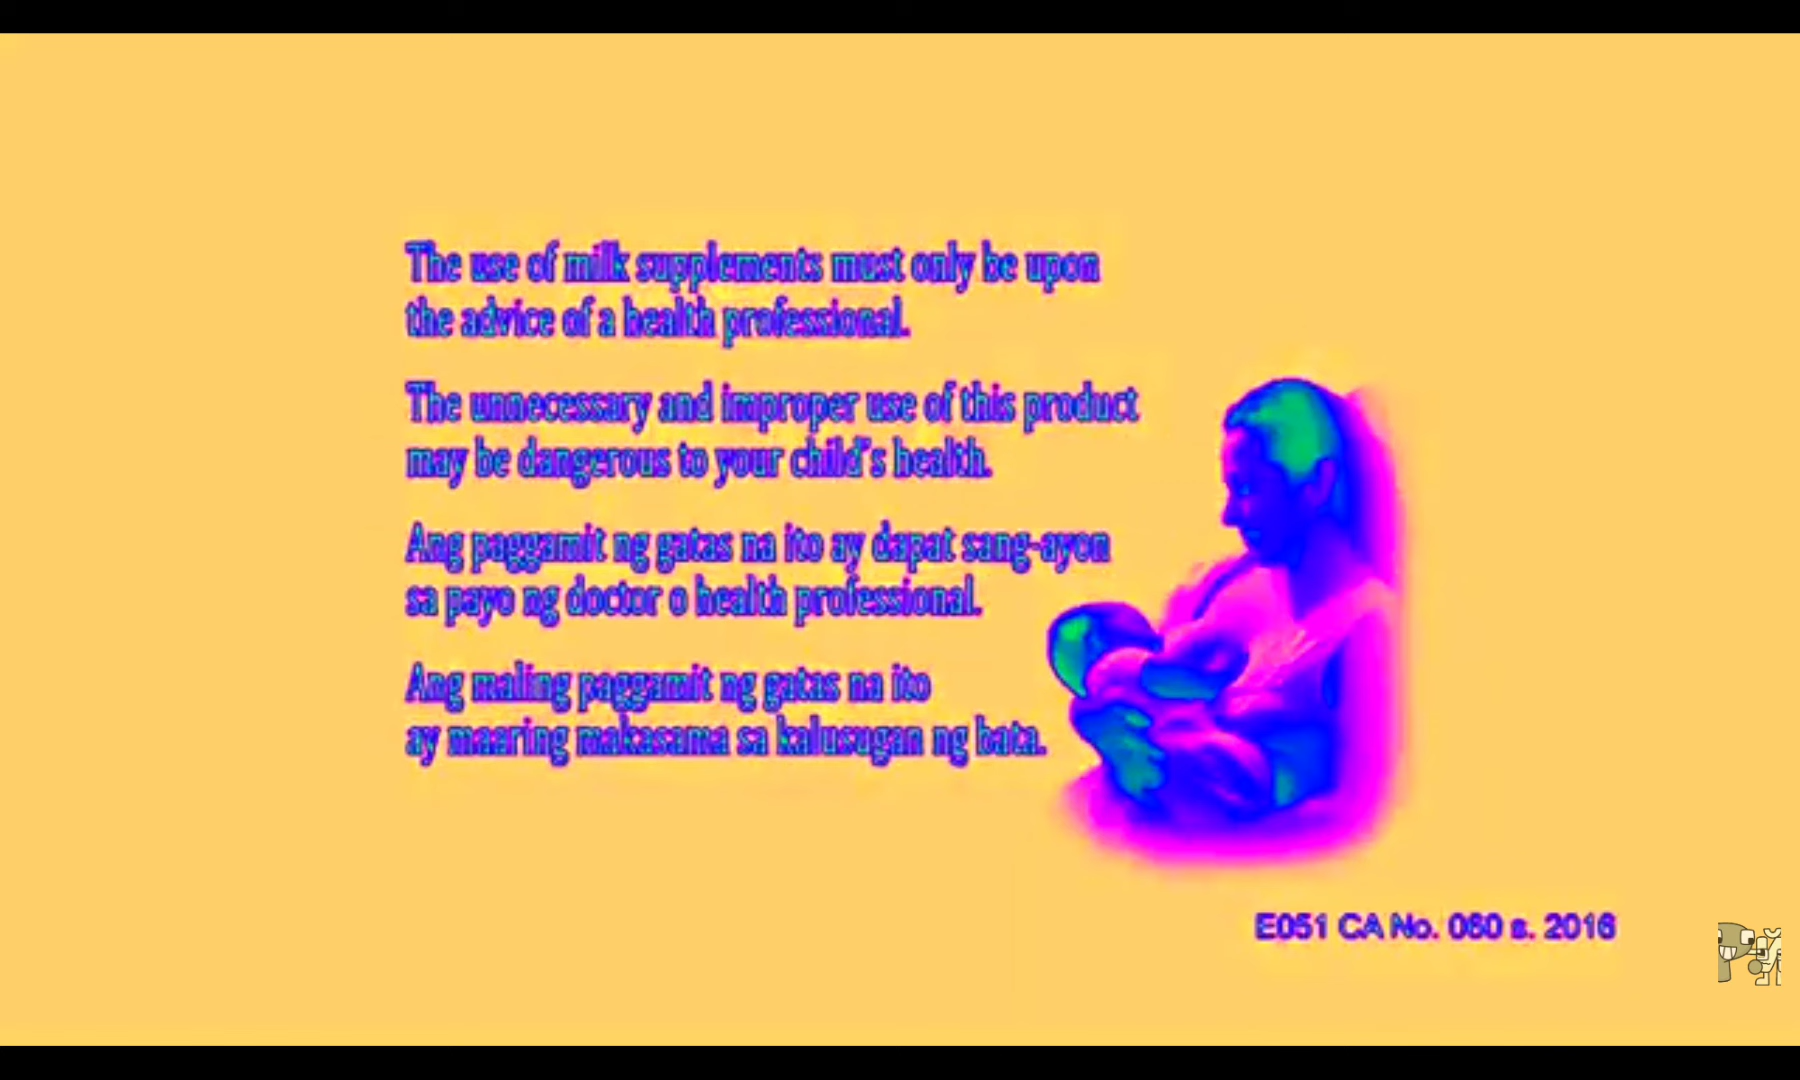 The use of milk supplements must only be upon
the advice of a health professional.
The unnecessary and improper use of this product
may be dangerous to your child's health.
Ang paggamit ng gatas na ito ay dapat sang-ayon
sa payo ng doctor o health professional.
Ang maling paggamit ng gatas na ito
ay maaring makasama sa kalusugan ng bata.
E051 CA No. 060 s. 2016